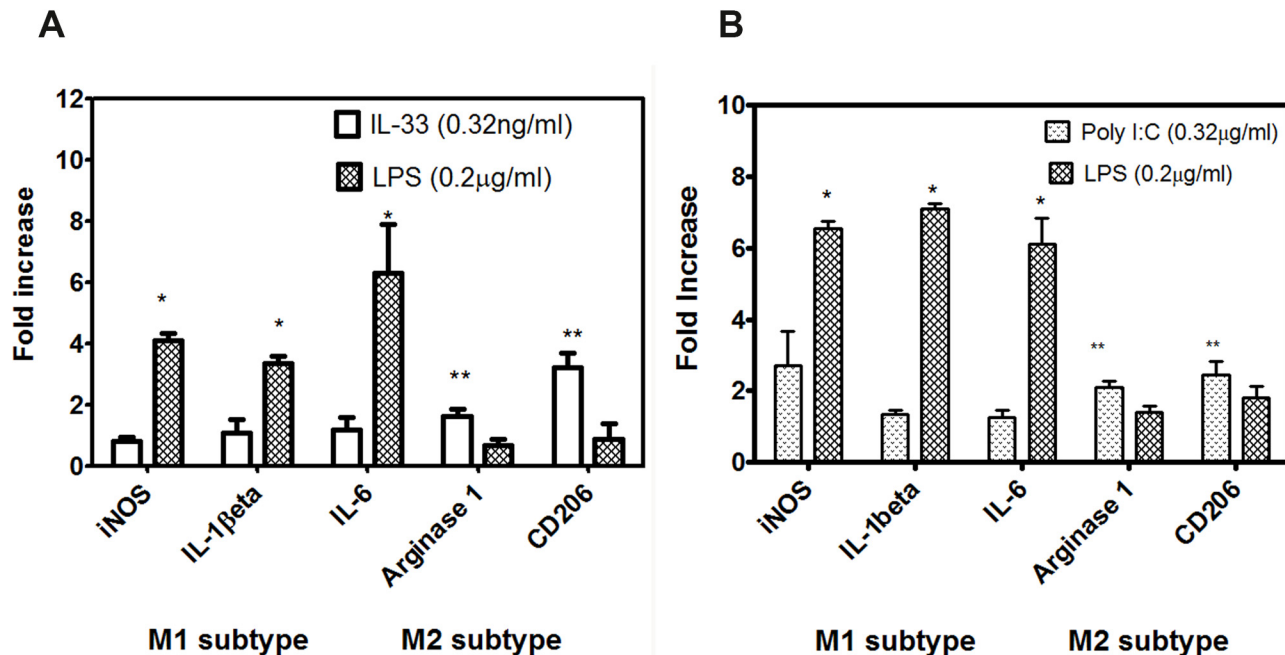 A
12
10
8
6
4
2
0
Fold increase
IL-33 (0.32ng/ml)
LPS (0.2μg/ml)
*
*
*
**
**
iNOS
IL-1βeta
IL-6
Arginase 1
CD206
M1 subtype
M2 subtype
B
10
8
6
4
2
0
Fold Increase
Poly I:C (0.32μg/ml)
LPS (0.2μg/ml)
*
*
*
**
**
iNOS
IL-1beta
IL-6
Arginase 1
CD206
M1 subtype
M2 subtype